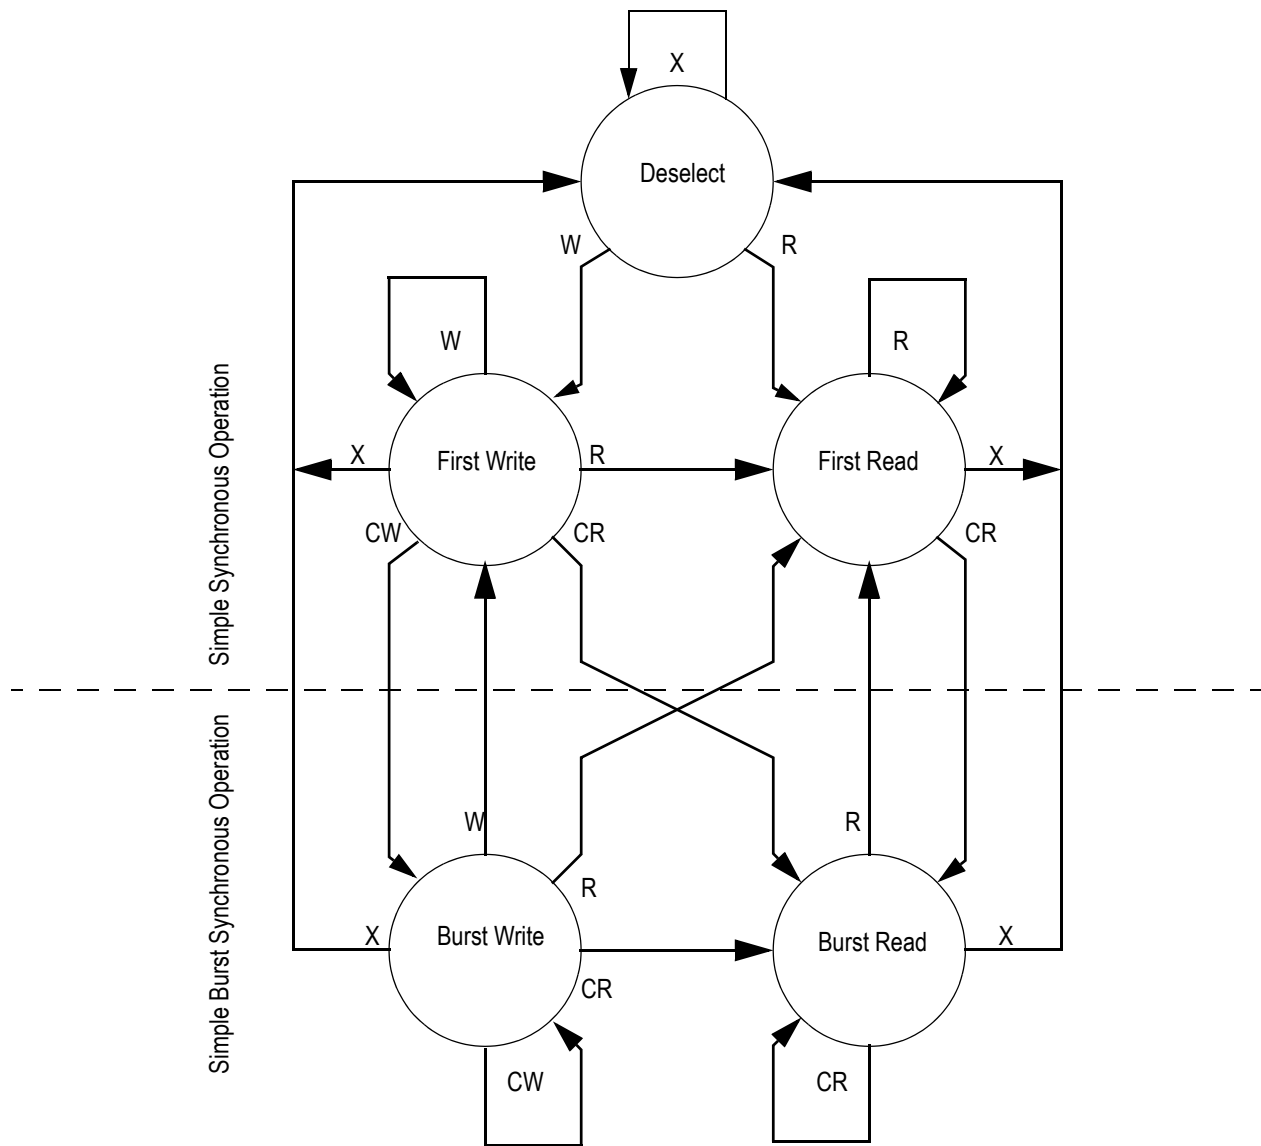 X
Deselect
W
R
W
R
Simple Synchronous Operation
X
First Write
R
First Read
X
CW
CR
CR
Simple Burst Synchronous Operation
W
R
R
X
Burst Write
Burst Read
X
CR
CW
CR